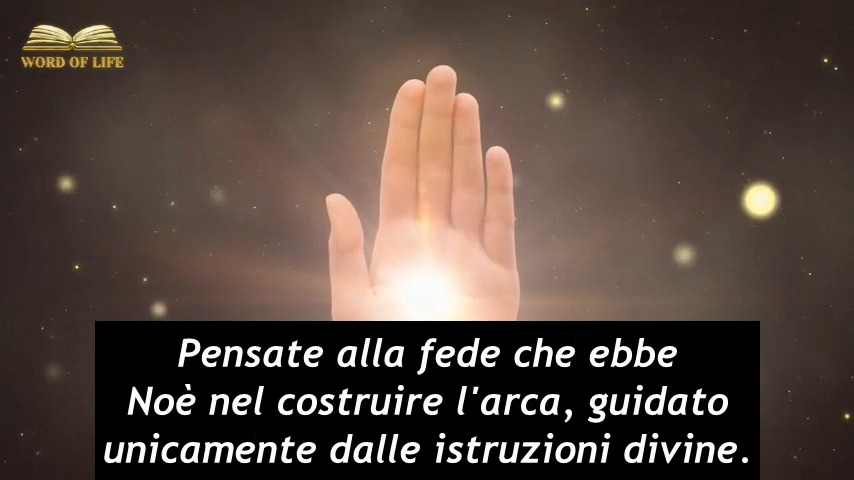 WORD OF LIFE
Pensate alla fede che ebbe
Noè nel costruire l'arca, guidato
unicamente dalle istruzioni divine.